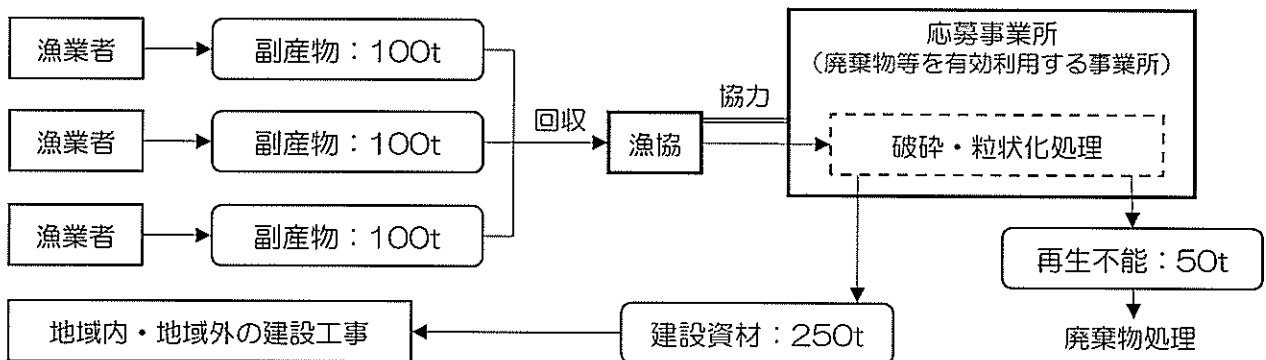 漁業者
副産物：100t
漁業者
副産物：100t
漁業者
副産物：100t
回収
漁協
協力
応募事業所
（廃棄物等を有効利用する事業所）
破砕・粒状化処理
再生不能：50t
廃棄物処理
建設資材：250t
地域内・地域外の建設工事